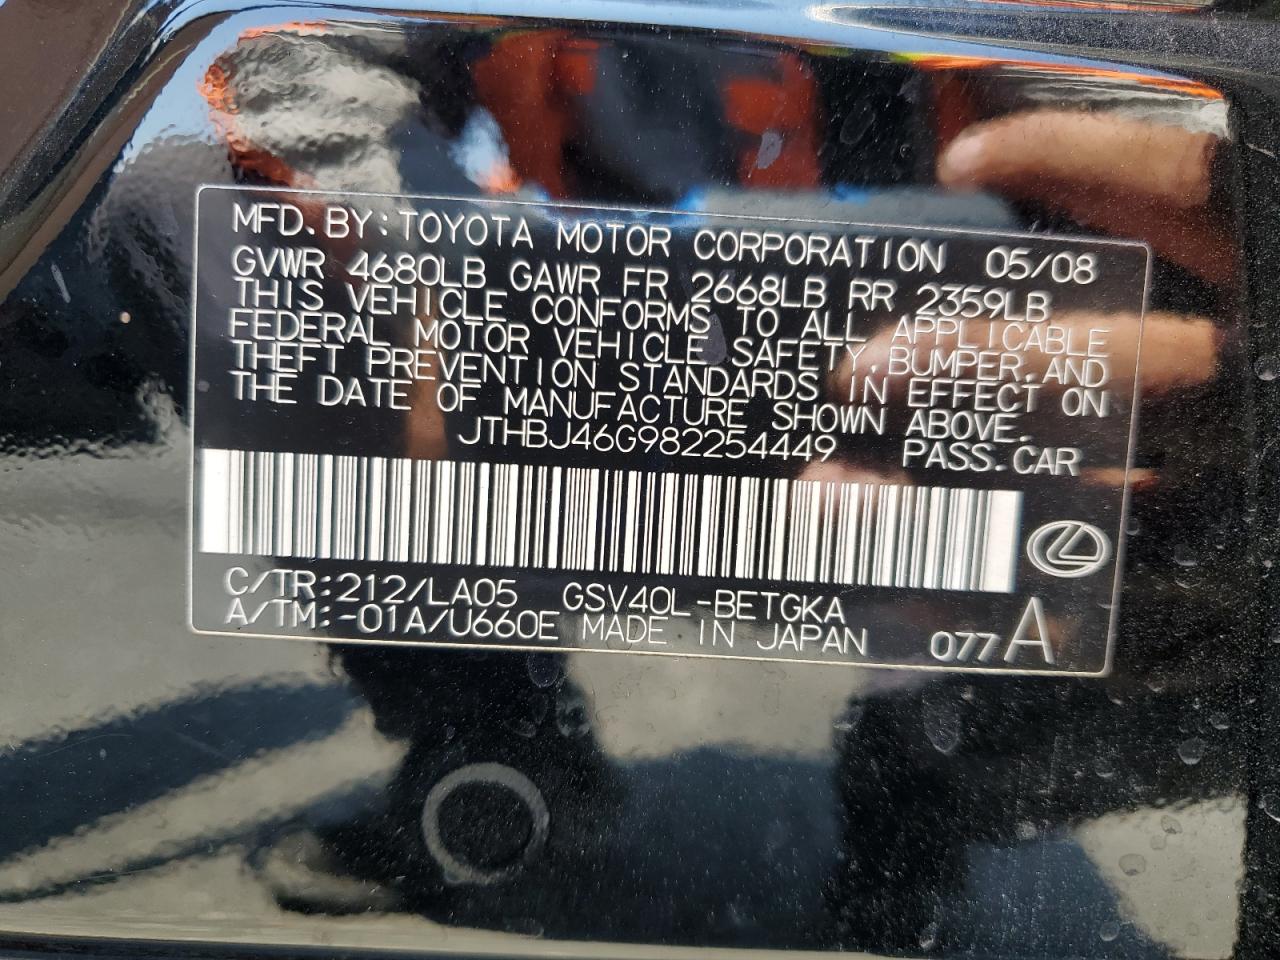 MFD.BY:TOYOTA MOTOR CORPORATION 05/08
GVWR 4680LB GAWR FR 2668LB RR 2359LB
THIS VEHICLE CONFORMS TO ALL APPLICABLE
FEDERAL MOTOR VEHICLE SAFETY,BUMPER,AND
THEFT PREVENTION STANDARDS IN EFFECT ON
THE DATE OF MANUFACTURE SHOWN ABOVE.
JTHBJ46G982254449 PASS.CAR
C/TR:212/LA05 GSV40L-BETGKA
A/TM:-01A/U660E MADE IN JAPAN 077 A